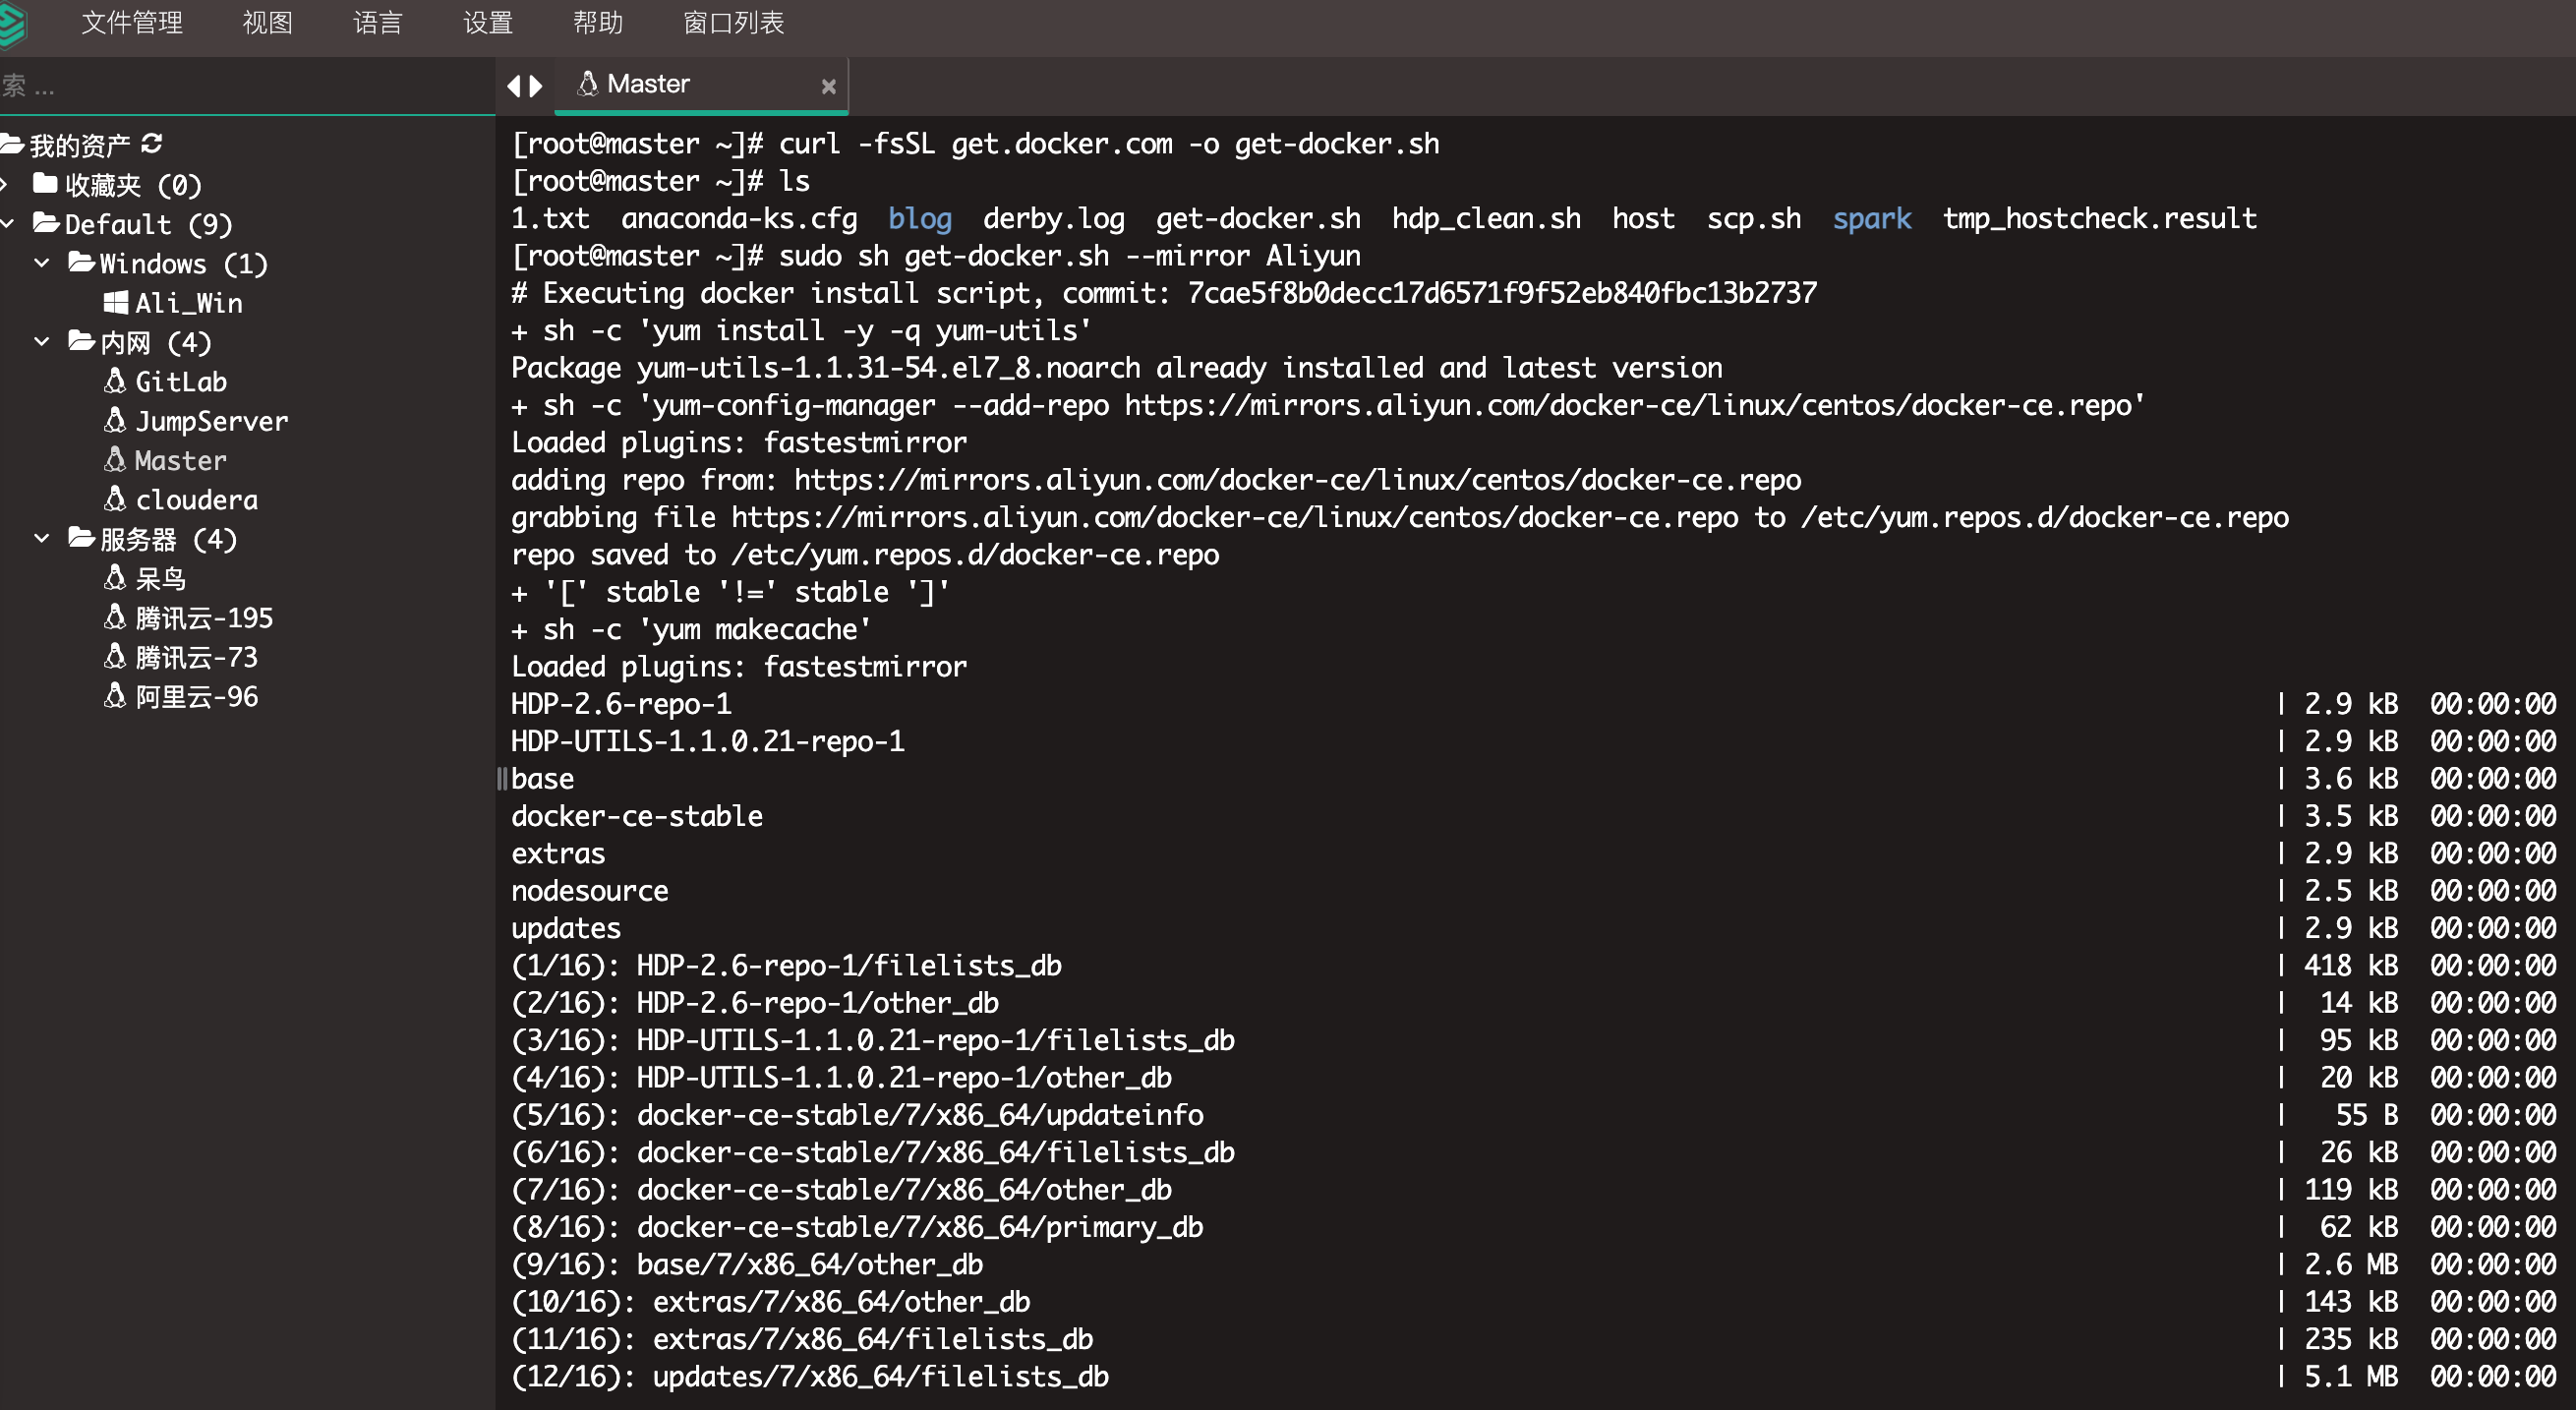 文件管理 视图 语言 设置 帮助 窗口列表
索 ...
Master
我的资产
收藏夹 (0)
Default (9)
Windows (1)
Ali_Win
内网 (4)
GitLab
JumpServer
Master
cloudera
服务器 (4)
呆鸟
腾讯云-195
腾讯云-73
阿里云-96
[root@master ~]# curl -fsSL get.docker.com -o get-docker.sh
[root@master ~]# ls
1.txt  anaconda-ks.cfg  blog  derby.log  get-docker.sh  hdp_clean.sh  host  scp.sh  spark  tmp_hostcheck.result
[root@master ~]# sudo sh get-docker.sh --mirror Aliyun
# Executing docker install script, commit: 7cae5f8b0decc17d6571f9f52eb840fbc13b2737
+ sh -c 'yum install -y -q yum-utils'
Package yum-utils-1.1.31-54.el7_8.noarch already installed and latest version
+ sh -c 'yum-config-manager --add-repo https://mirrors.aliyun.com/docker-ce/linux/centos/docker-ce.repo'
Loaded plugins: fastestmirror
adding repo from: https://mirrors.aliyun.com/docker-ce/linux/centos/docker-ce.repo
grabbing file https://mirrors.aliyun.com/docker-ce/linux/centos/docker-ce.repo to /etc/yum.repos.d/docker-ce.repo
repo saved to /etc/yum.repos.d/docker-ce.repo
+ '[' stable '!=' stable ']'
+ sh -c 'yum makecache'
Loaded plugins: fastestmirror
HDP-2.6-repo-1 | 2.9 kB 00:00:00
HDP-UTILS-1.1.0.21-repo-1 | 2.9 kB 00:00:00
base | 3.6 kB 00:00:00
docker-ce-stable | 3.5 kB 00:00:00
extras | 2.9 kB 00:00:00
nodesource | 2.5 kB 00:00:00
updates | 2.9 kB 00:00:00
(1/16): HDP-2.6-repo-1/filelists_db | 418 kB 00:00:00
(2/16): HDP-2.6-repo-1/other_db | 14 kB 00:00:00
(3/16): HDP-UTILS-1.1.0.21-repo-1/filelists_db | 95 kB 00:00:00
(4/16): HDP-UTILS-1.1.0.21-repo-1/other_db | 20 kB 00:00:00
(5/16): docker-ce-stable/7/x86_64/updateinfo | 55 B 00:00:00
(6/16): docker-ce-stable/7/x86_64/filelists_db | 26 kB 00:00:00
(7/16): docker-ce-stable/7/x86_64/other_db | 119 kB 00:00:00
(8/16): docker-ce-stable/7/x86_64/primary_db | 62 kB 00:00:00
(9/16): base/7/x86_64/other_db | 2.6 MB 00:00:00
(10/16): extras/7/x86_64/other_db | 143 kB 00:00:00
(11/16): extras/7/x86_64/filelists_db | 235 kB 00:00:00
(12/16): updates/7/x86_64/filelists_db | 5.1 MB 00:00:00